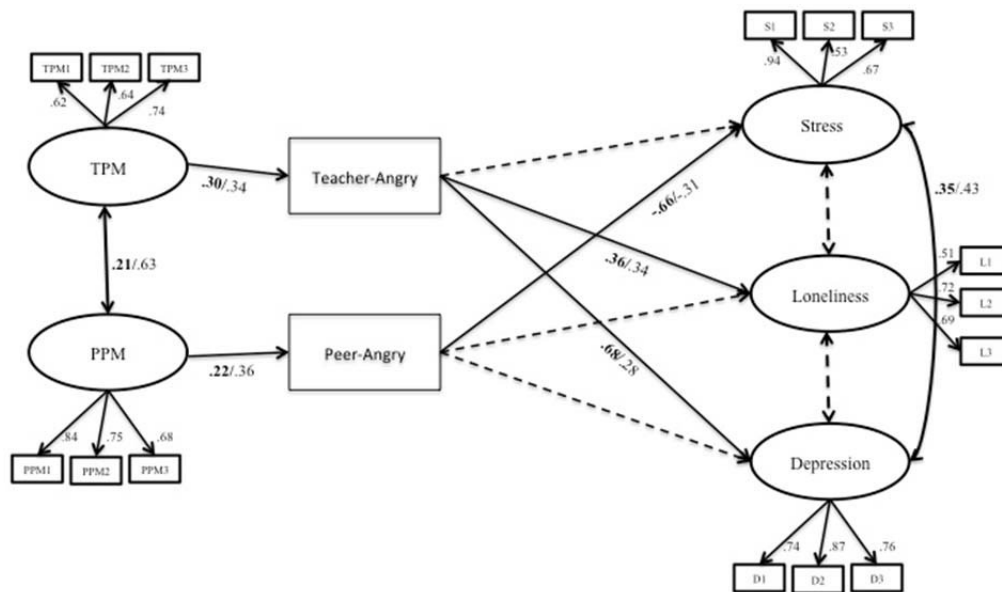 S1 S2 S3
.94 .53 .67
Stress
TPM1 TPM2 TPM3
.62 .64 .74
TPM
.30/.34
Teacher-Angry
-.66/-.31
.35/.43
.21/.63
.36/.34
Loneliness
.51 L1
.72 L2
.69 L3
PPM
.22/.36
Peer-Angry
.68/.28
.84 .75 .68
PPM1 PPM2 PPM3
Depression
.74 .87 .76
D1 D2 D3